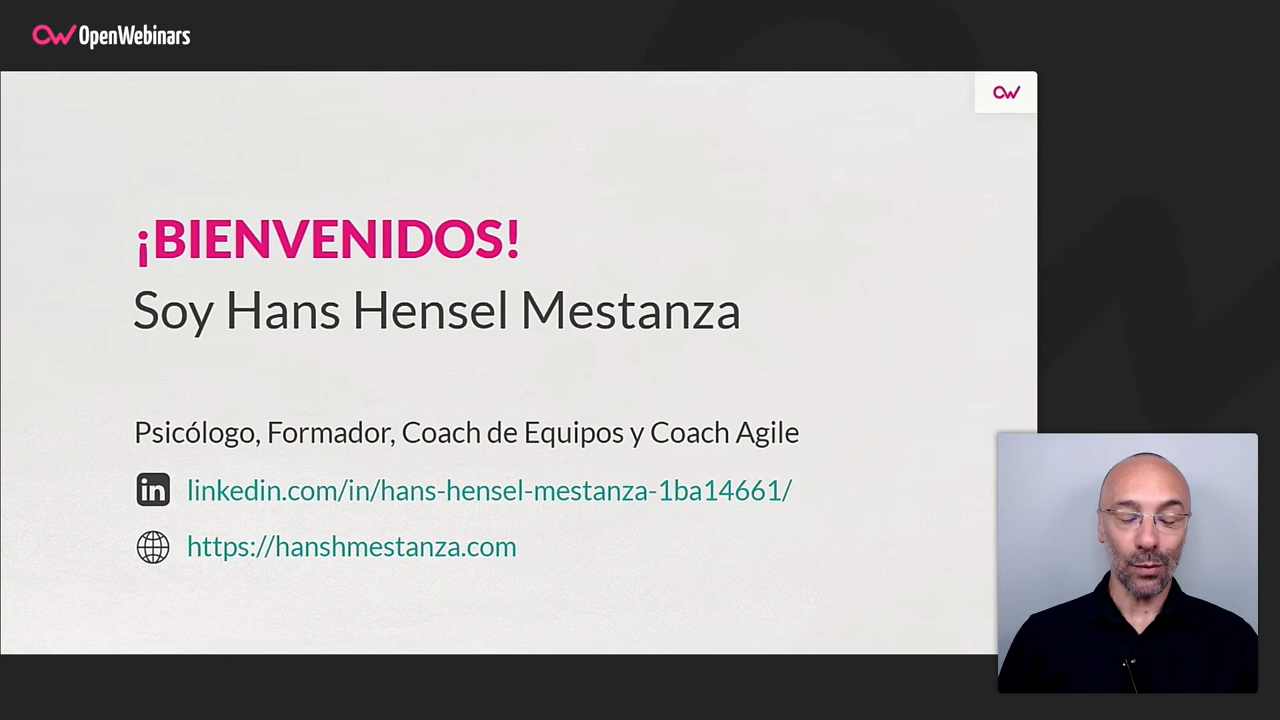 OpenWebinars
¡BIENVENIDOS!
Soy Hans Hensel Mestanza
Psicólogo, Formador, Coach de Equipos y Coach Agile
in linkedin.com/in/hans-hensel-mestanza-1ba14661/
https://hanshmestanza.com